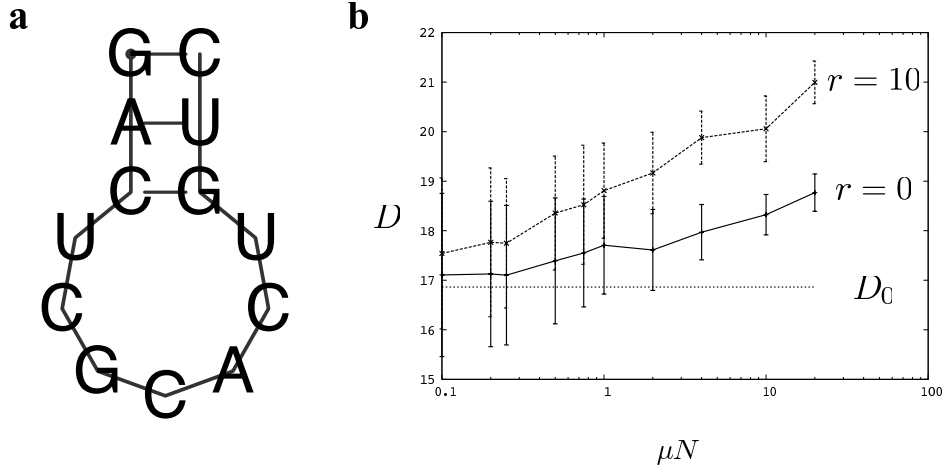 a
G C
A U
C G
U U
C C
G A
C
b
22
21
20
19
18
17
16
15
D
r = 10
r = 0
D₀
0.1 1 10 100
μN